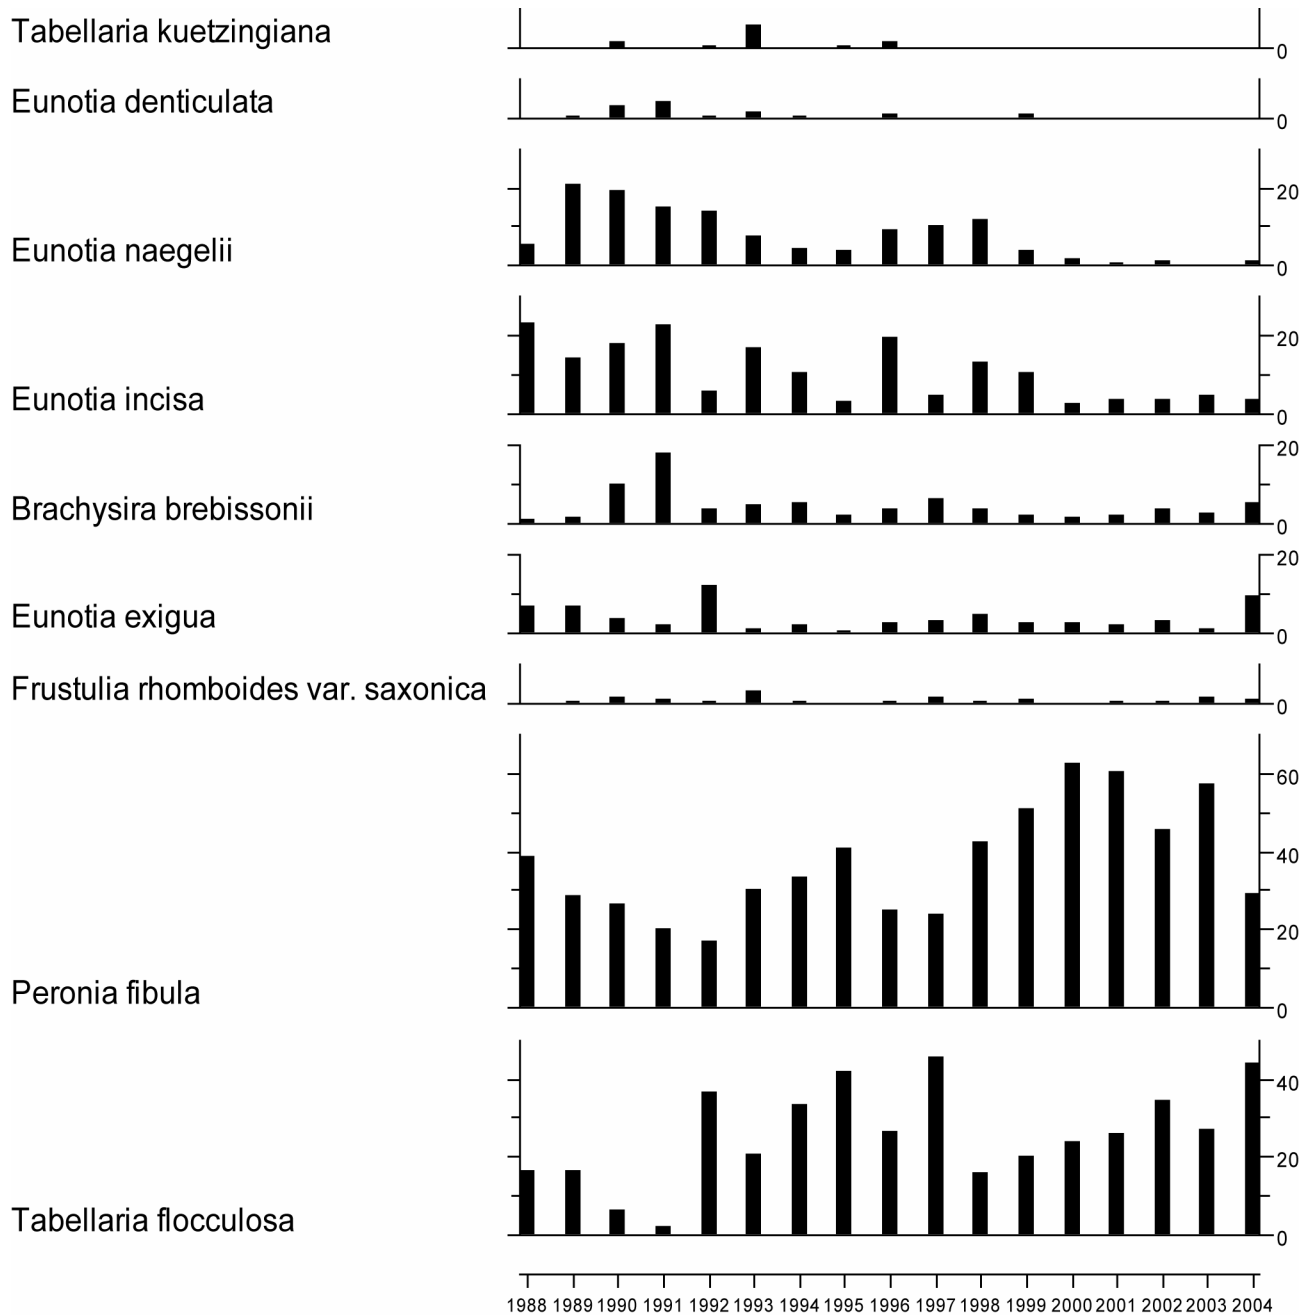 Tabellaria kuetzingiana
0
Eunotia denticulata
0
20
Eunotia naegelii
0
20
Eunotia incisa
0
20
Brachysira brebissonii
0
20
Eunotia exigua
0
Frustulia rhomboides var. saxonica
0
60
40
20
Peronia fibula
0
40
20
Tabellaria flocculosa
0
1988 1989 1990 1991 1992 1993 1994 1995 1996 1997 1998 1999 2000 2001 2002 2003 2004